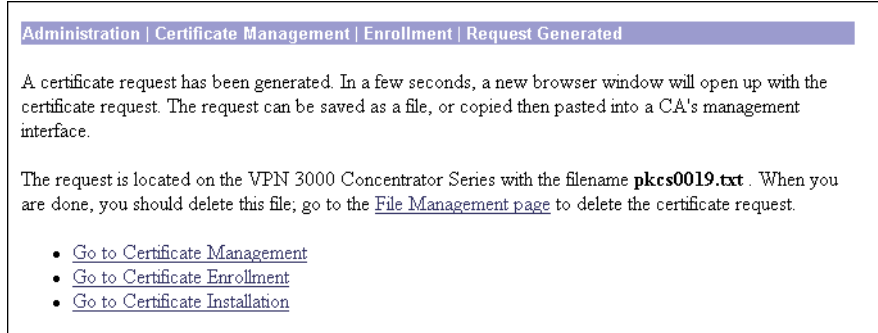 Administration | Certificate Management | Enrollment | Request Generated
A certificate request has been generated. In a few seconds, a new browser window will open up with the
certificate request. The request can be saved as a file, or copied then pasted into a CA's management
interface.
The request is located on the VPN 3000 Concentrator Series with the filename pkcs0019.txt . When you
are done, you should delete this file; go to the File Management page to delete the certificate request.
• Go to Certificate Management
• Go to Certificate Enrollment
• Go to Certificate Installation